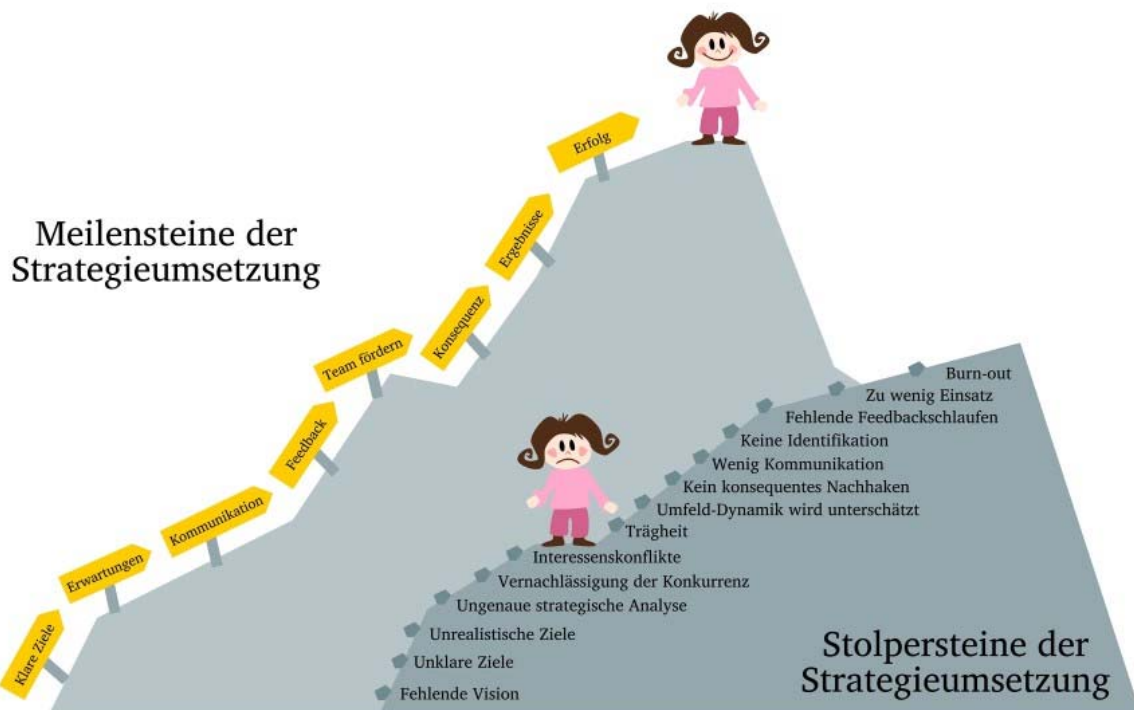 Meilensteine der
Strategieumsetzung
Klare Ziele
Erwartungen
Kommunikation
Feedback
Team fördern
Konsequenz
Ergebnisse
Erfolg
Burn-out
Zu wenig Einsatz
Fehlende Feedbackschlaufen
Keine Identifikation
Wenig Kommunikation
Kein konsequentes Nachhaken
Umfeld-Dynamik wird unterschätzt
Trägheit
Interessenskonflikte
Vernachlässigung der Konkurrenz
Ungenaue strategische Analyse
Unrealistische Ziele
Unklare Ziele
Fehlende Vision
Stolpersteine der
Strategieumsetzung